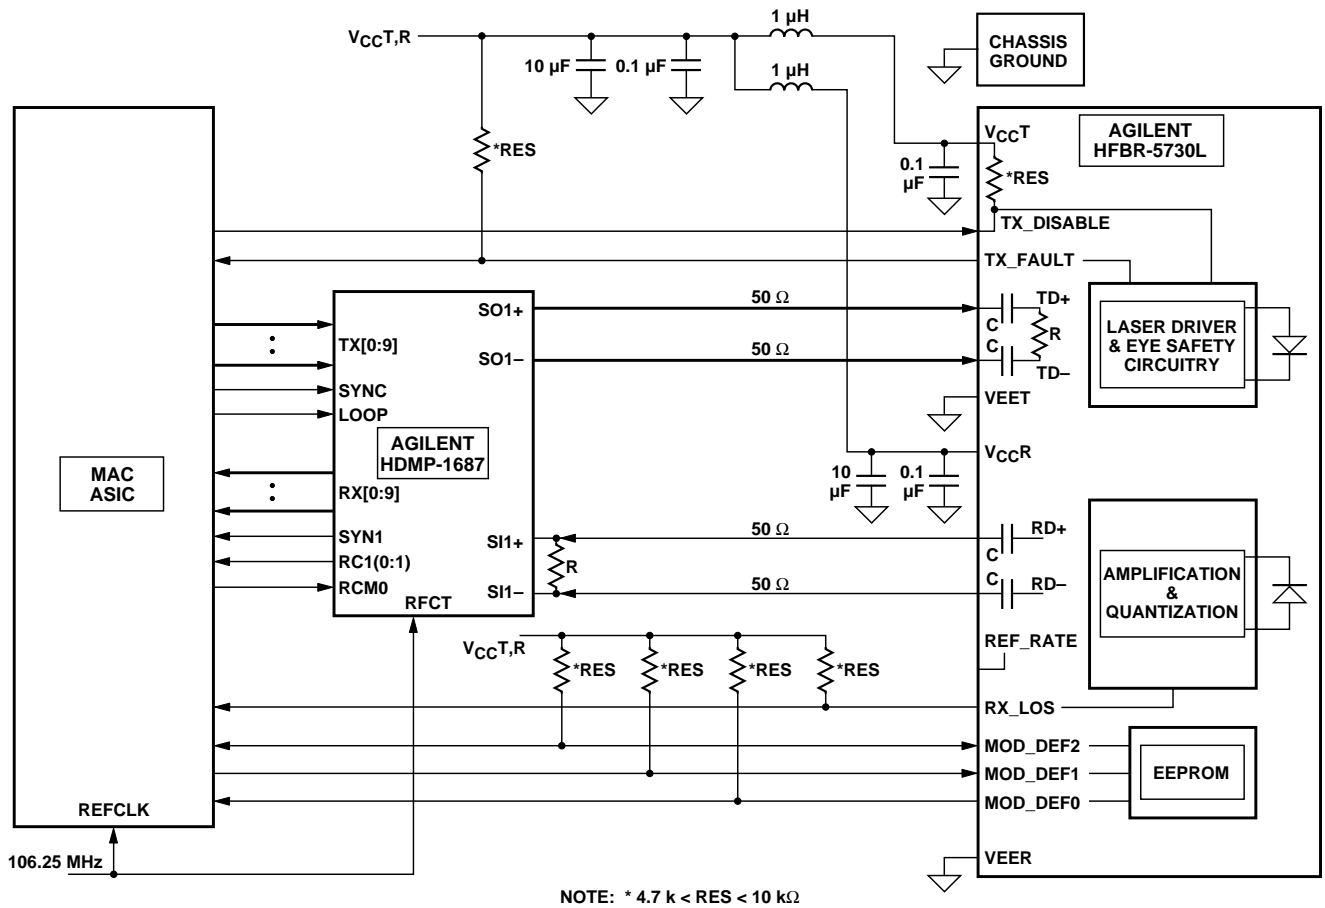 1 µH
VCCT,R
10 µF
0.1 µF
1 µH
CHASSIS
GROUND
*RES
VCCT
AGILENT
HFBR-5730L
0.1
µF
*RES
TX_DISABLE
TX_FAULT
SO1+
50 Ω
TD+
C
R
TX[0:9]
SO1–
50 Ω
C
TD–
LASER DRIVER
& EYE SAFETY
CIRCUITRY
SYNC
LOOP
VEET
AGILENT
HDMP-1687
MAC
ASIC
VCCR
10
µF
0.1
µF
RX[0:9]
SYN1
SI1+
50 Ω
RD+
C
RC1(0:1)
R
C
AMPLIFICATION
&
QUANTIZATION
RCM0
SI1–
50 Ω
RD–
RFCT
VCCT,R
REF_RATE
*RES
*RES
*RES
*RES
RX_LOS
MOD_DEF2
MOD_DEF1
EEPROM
MOD_DEF0
REFCLK
106.25 MHz
VEER
NOTE: * 4.7 k < RES < 10 kΩ